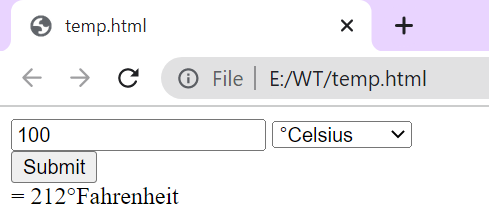 temp.html
File E:/WT/temp.html
100 °Celsius
Submit
= 212°Fahrenheit